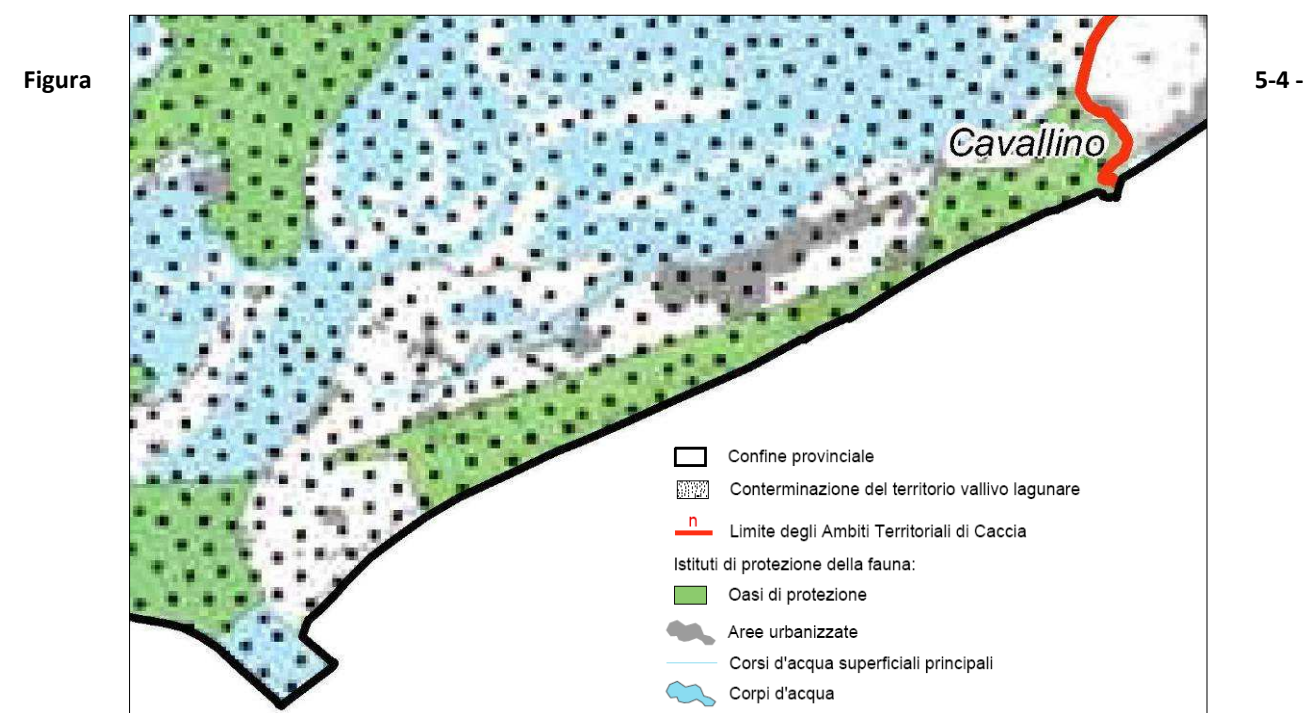 Figura 5-4 -
Cavallino
Confine provinciale
Conterminazione del territorio vallivo lagunare
n
Limite degli Ambiti Territoriali di Caccia
Istituti di protezione della fauna:
Oasi di protezione
Aree urbanizzate
Corsi d'acqua superficiali principali
Corpi d'acqua